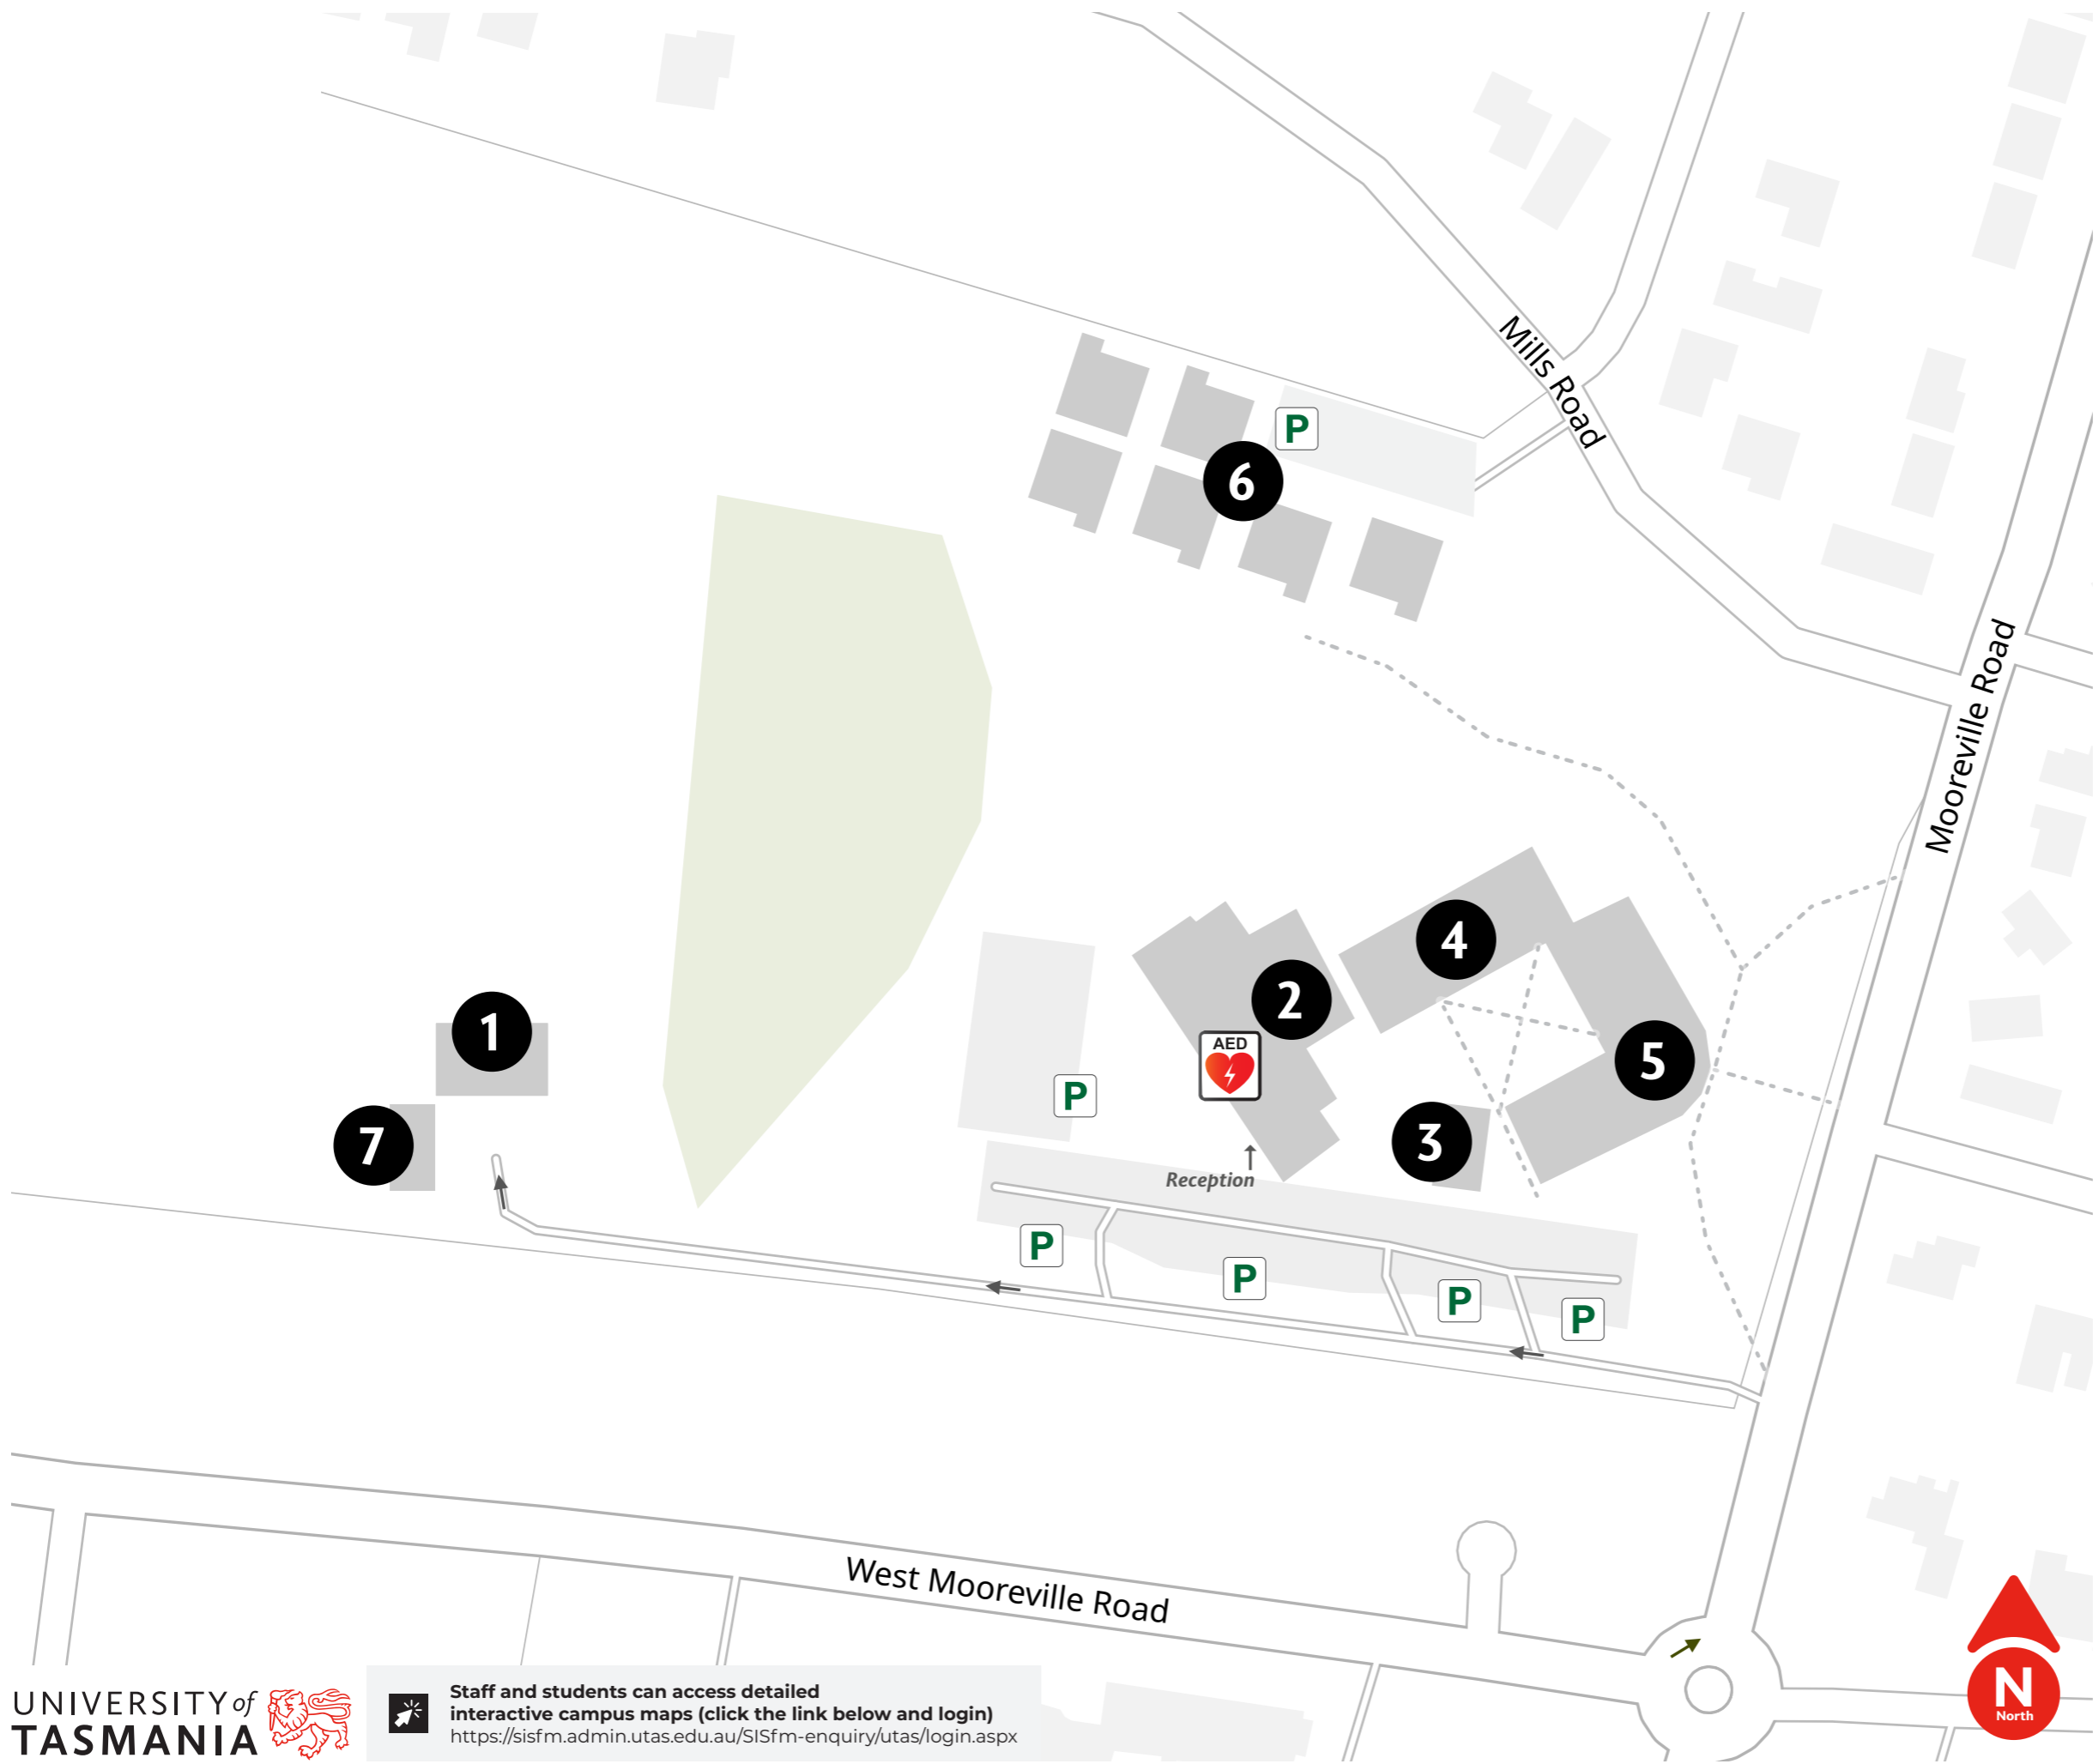 Mills Road
P
6
Mooreville Road
4
2
1
AED
5
P
3
7
Reception
P
P
P
P
West Mooreville Road
UNIVERSITY of
TASMANIA
Staff and students can access detailed
interactive campus maps (click the link below and login)
https://sisfm.admin.utas.edu.au/SISfm-enquiry/utas/login.aspx
N
North